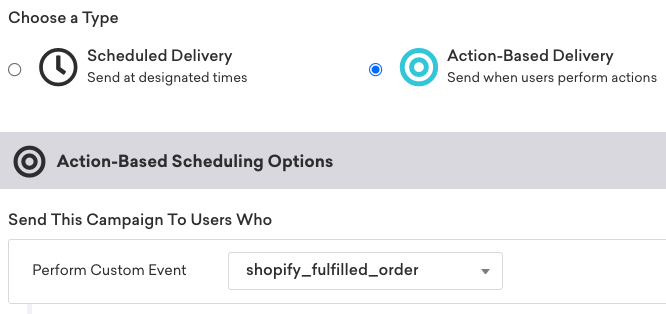 Choose a Type
Scheduled Delivery
Send at designated times
Action-Based Delivery
Send when users perform actions
Action-Based Scheduling Options
Send This Campaign To Users Who
Perform Custom Event shopify_fulfilled_order